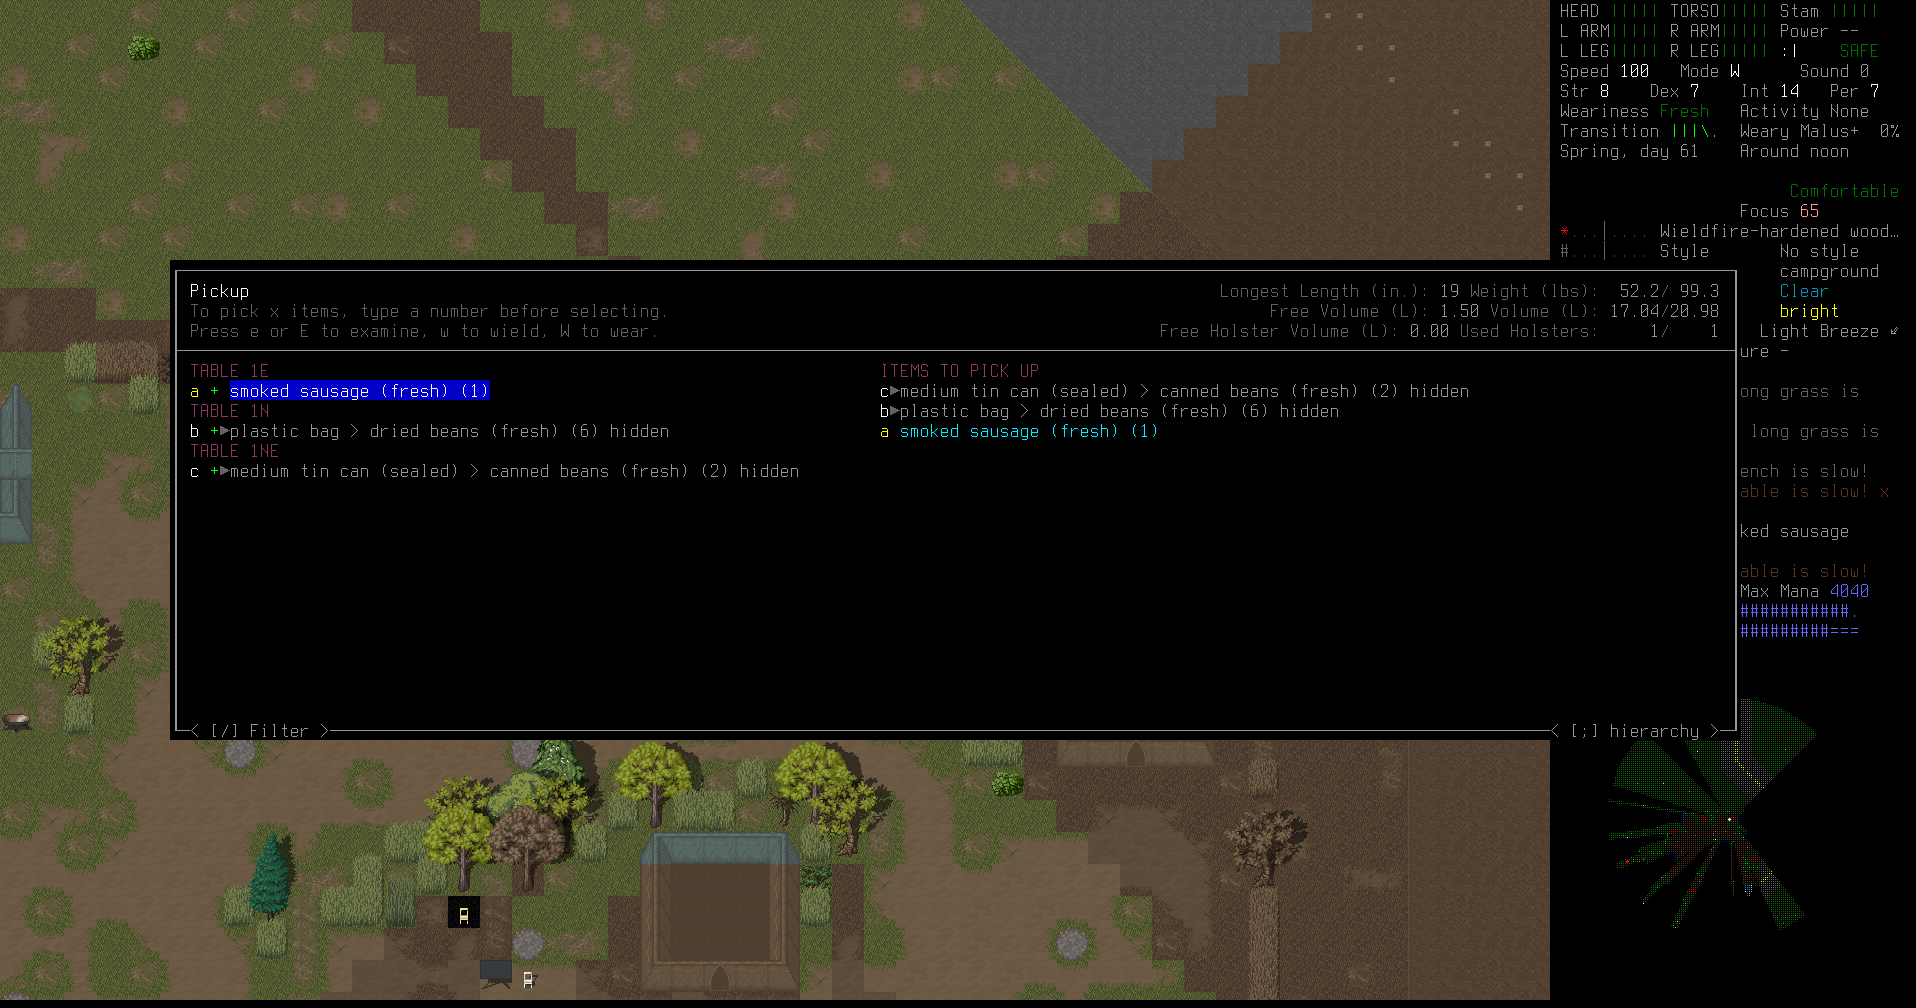 HEAD ||||| TORSO||||| Stam |||||
L ARM||||| R ARM||||| Power --
L LEG||||| R LEG||||| :| SAFE
Speed 100 Mode W Sound 0
Str 8 Dex 7 Int 14 Per 7
Weariness Fresh Activity None
Transition |||\. Weary Malus+ 0%
Spring, day 61 Around noon
Comfortable
Focus 65
*...|.... Wieldfire-hardened wood…
#...|.... Style No style
campground
Clear
bright
Light Breeze
ure -
ong grass is
long grass is
ench is slow!
able is slow! x
ked sausage
able is slow!
Max Mana 4040
###########.
#########===
Pickup
To pick x items, type a number before selecting.
Press e or E to examine, w to wield, W to wear.
Longest Length (in.): 19 Weight (lbs): 52.2/ 99.3
Free Volume (L): 1.50 Volume (L): 17.04/20.98
Free Holster Volume (L): 0.00 Used Holsters: 1/ 1
TABLE 1E
a + smoked sausage (fresh) (1)
TABLE 1N
b +▶plastic bag > dried beans (fresh) (6) hidden
TABLE 1NE
c +▶medium tin can (sealed) > canned beans (fresh) (2) hidden
ITEMS TO PICK UP
c▶medium tin can (sealed) > canned beans (fresh) (2) hidden
b▶plastic bag > dried beans (fresh) (6) hidden
a smoked sausage (fresh) (1)
< [/] Filter >
< [;] hierarchy >